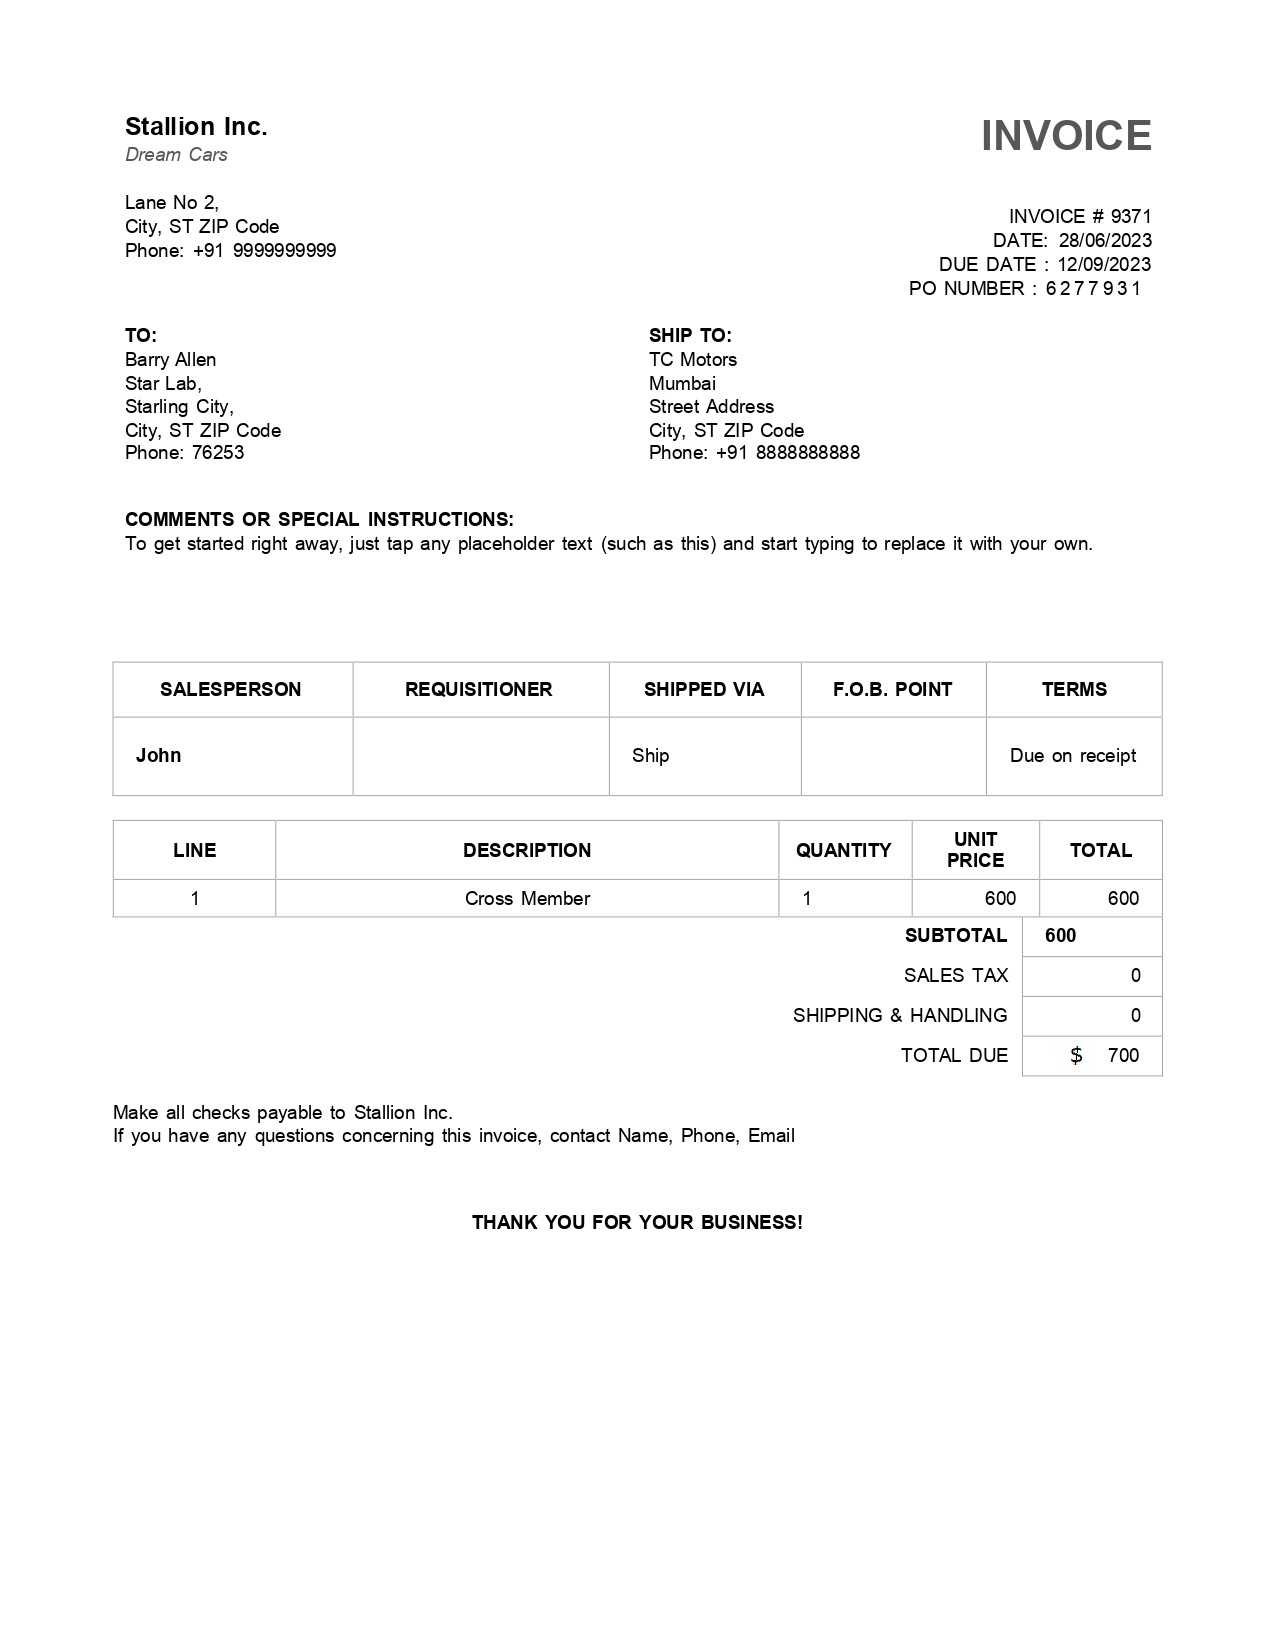 Stallion Inc.
Dream Cars
INVOICE
Lane No 2,
City, ST ZIP Code
Phone: +91 9999999999
INVOICE # 9371
DATE: 28/06/2023
DUE DATE : 12/09/2023
PO NUMBER : 6277931
TO:
Barry Allen
Star Lab,
Starling City,
City, ST ZIP Code
Phone: 76253
SHIP TO:
TC Motors
Mumbai
Street Address
City, ST ZIP Code
Phone: +91 8888888888
COMMENTS OR SPECIAL INSTRUCTIONS:
To get started right away, just tap any placeholder text (such as this) and start typing to replace it with your own.
SALESPERSON REQUISITIONER SHIPPED VIA F.O.B. POINT TERMS
John Ship Due on receipt
LINE DESCRIPTION QUANTITY UNIT PRICE TOTAL
1 Cross Member 1 600 600
SUBTOTAL 600
SALES TAX 0
SHIPPING & HANDLING 0
TOTAL DUE $ 700
Make all checks payable to Stallion Inc.
If you have any questions concerning this invoice, contact Name, Phone, Email
THANK YOU FOR YOUR BUSINESS!